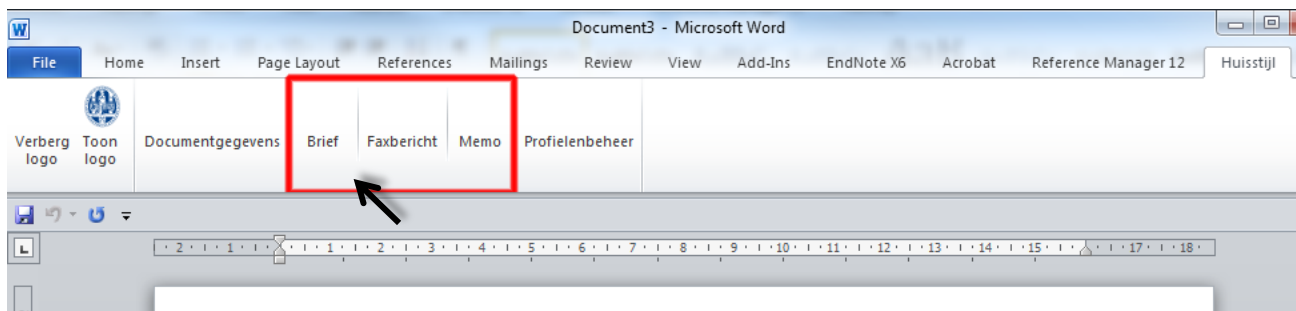 Document3 - Microsoft Word
File Home Insert Page Layout References Mailings Review View Add-Ins EndNote X6 Acrobat Reference Manager 12 Huisstijl
Verberg logo
Toon logo
Documentgegevens Brief Faxbericht Memo Profielenbeheer
2 1 1 2 3 4 5 6 7 8 9 10 11 12 13 14 15 17 18